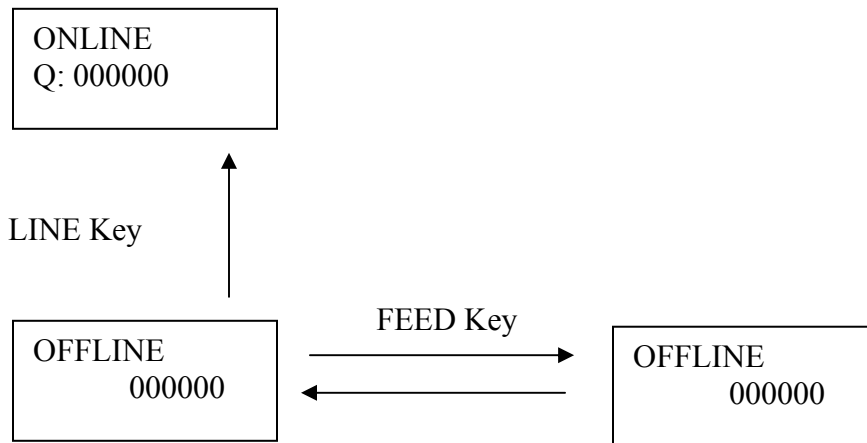 ONLINE
Q: 000000
LINE Key
FEED Key
OFFLINE
000000
OFFLINE
000000